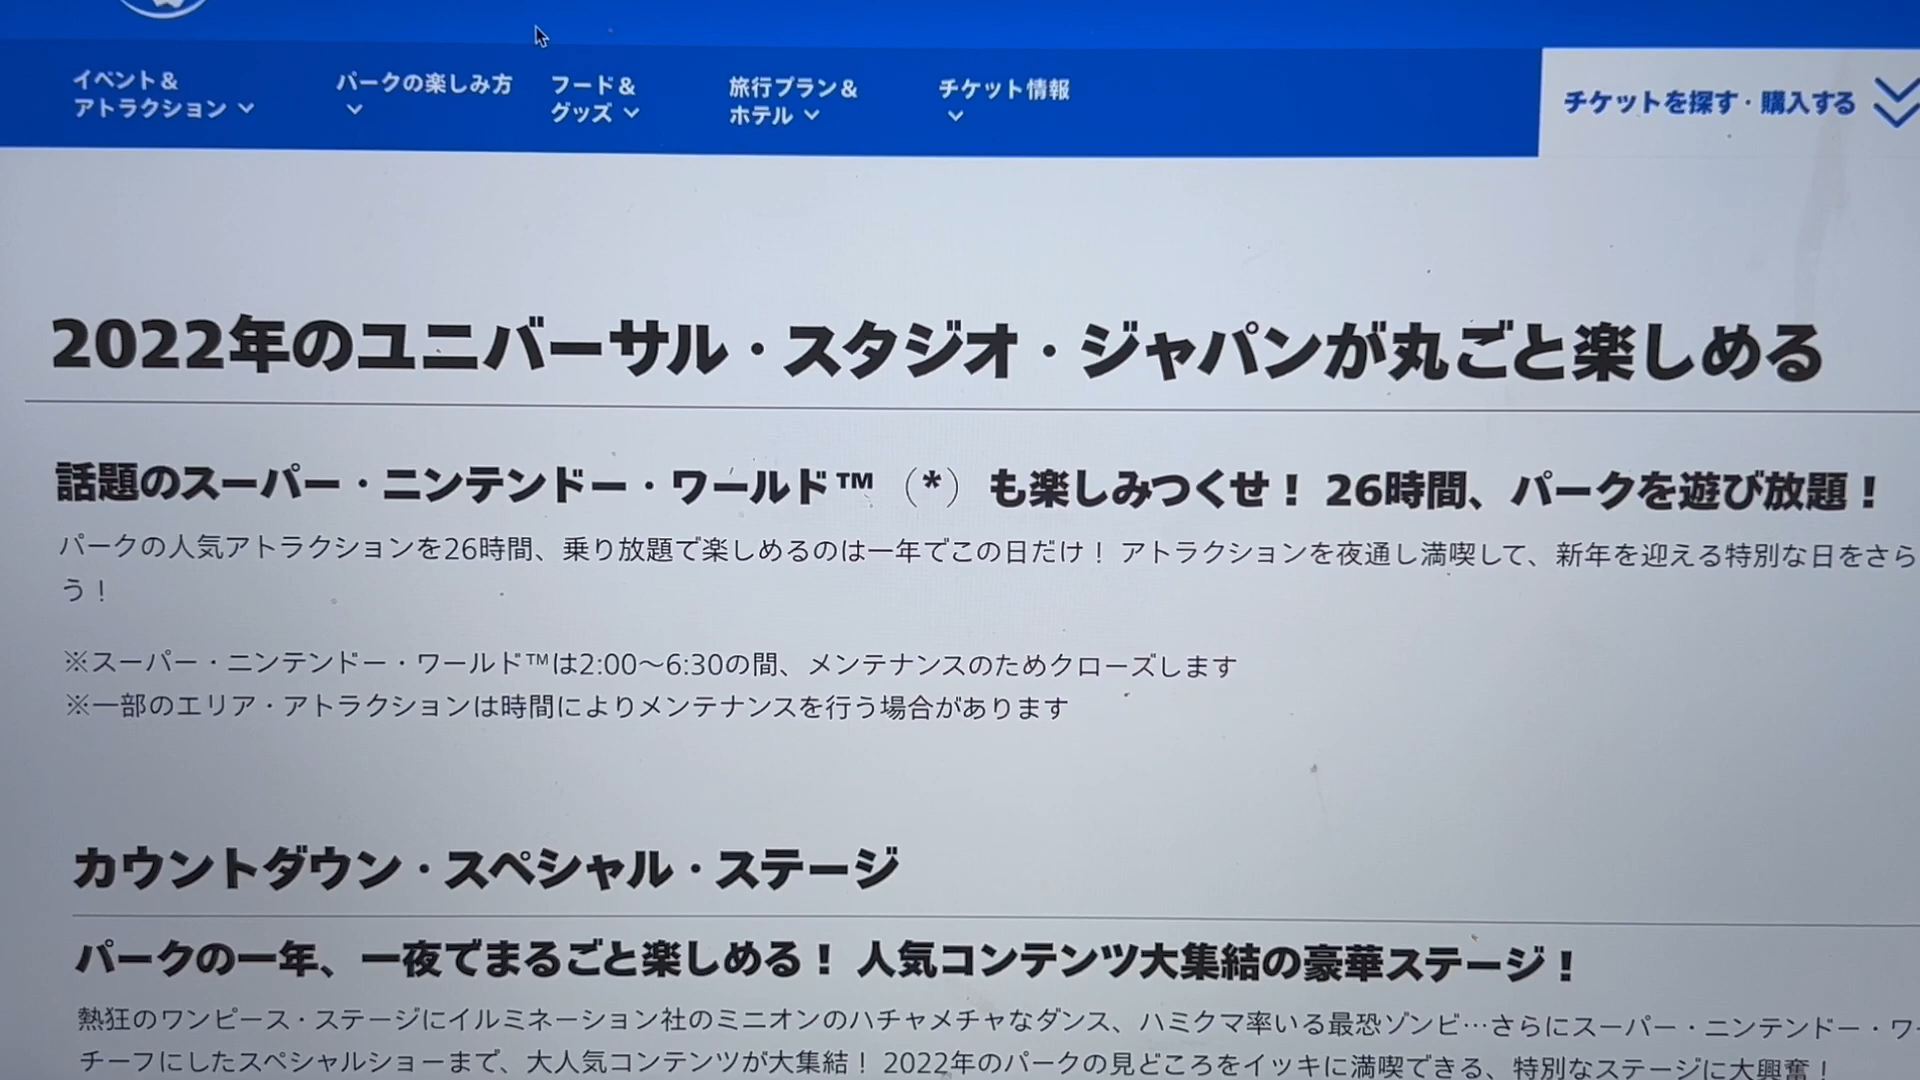 イベント＆
アトラクション
パークの楽しみ方
フード＆
グッズ
旅行プラン＆
ホテル
チケット情報
チケットを探す・購入する
2022年のユニバーサル・スタジオ・ジャパンが丸ごと楽しめる
話題のスーパー・ニンテンドー・ワールド™（*）も楽しみつくせ！ 26時間、パークを遊び放題！
パークの人気アトラクションを26時間、乗り放題で楽しめるのは一年でこの日だけ！ アトラクションを夜通し満喫して、新年を迎える特別な日をさら
う！
※スーパー・ニンテンドー・ワールド™は2:00～6:30の間、メンテナンスのためクローズします
※一部のエリア・アトラクションは時間によりメンテナンスを行う場合があります
カウントダウン・スペシャル・ステージ
パークの一年、一夜でまるごと楽しめる！ 人気コンテンツ大集結の豪華ステージ！
熱狂のワンピース・ステージにイルミネーション社のミニオンのハチャメチャなダンス、ハミクマ率いる最恐ゾンビ…さらにスーパー・ニンテンドー・ワー
チーフにしたスペシャルショーまで、大人気コンテンツが大集結！ 2022年のパークの見どころをイッキに満喫できる、特別なステージに大興奮！